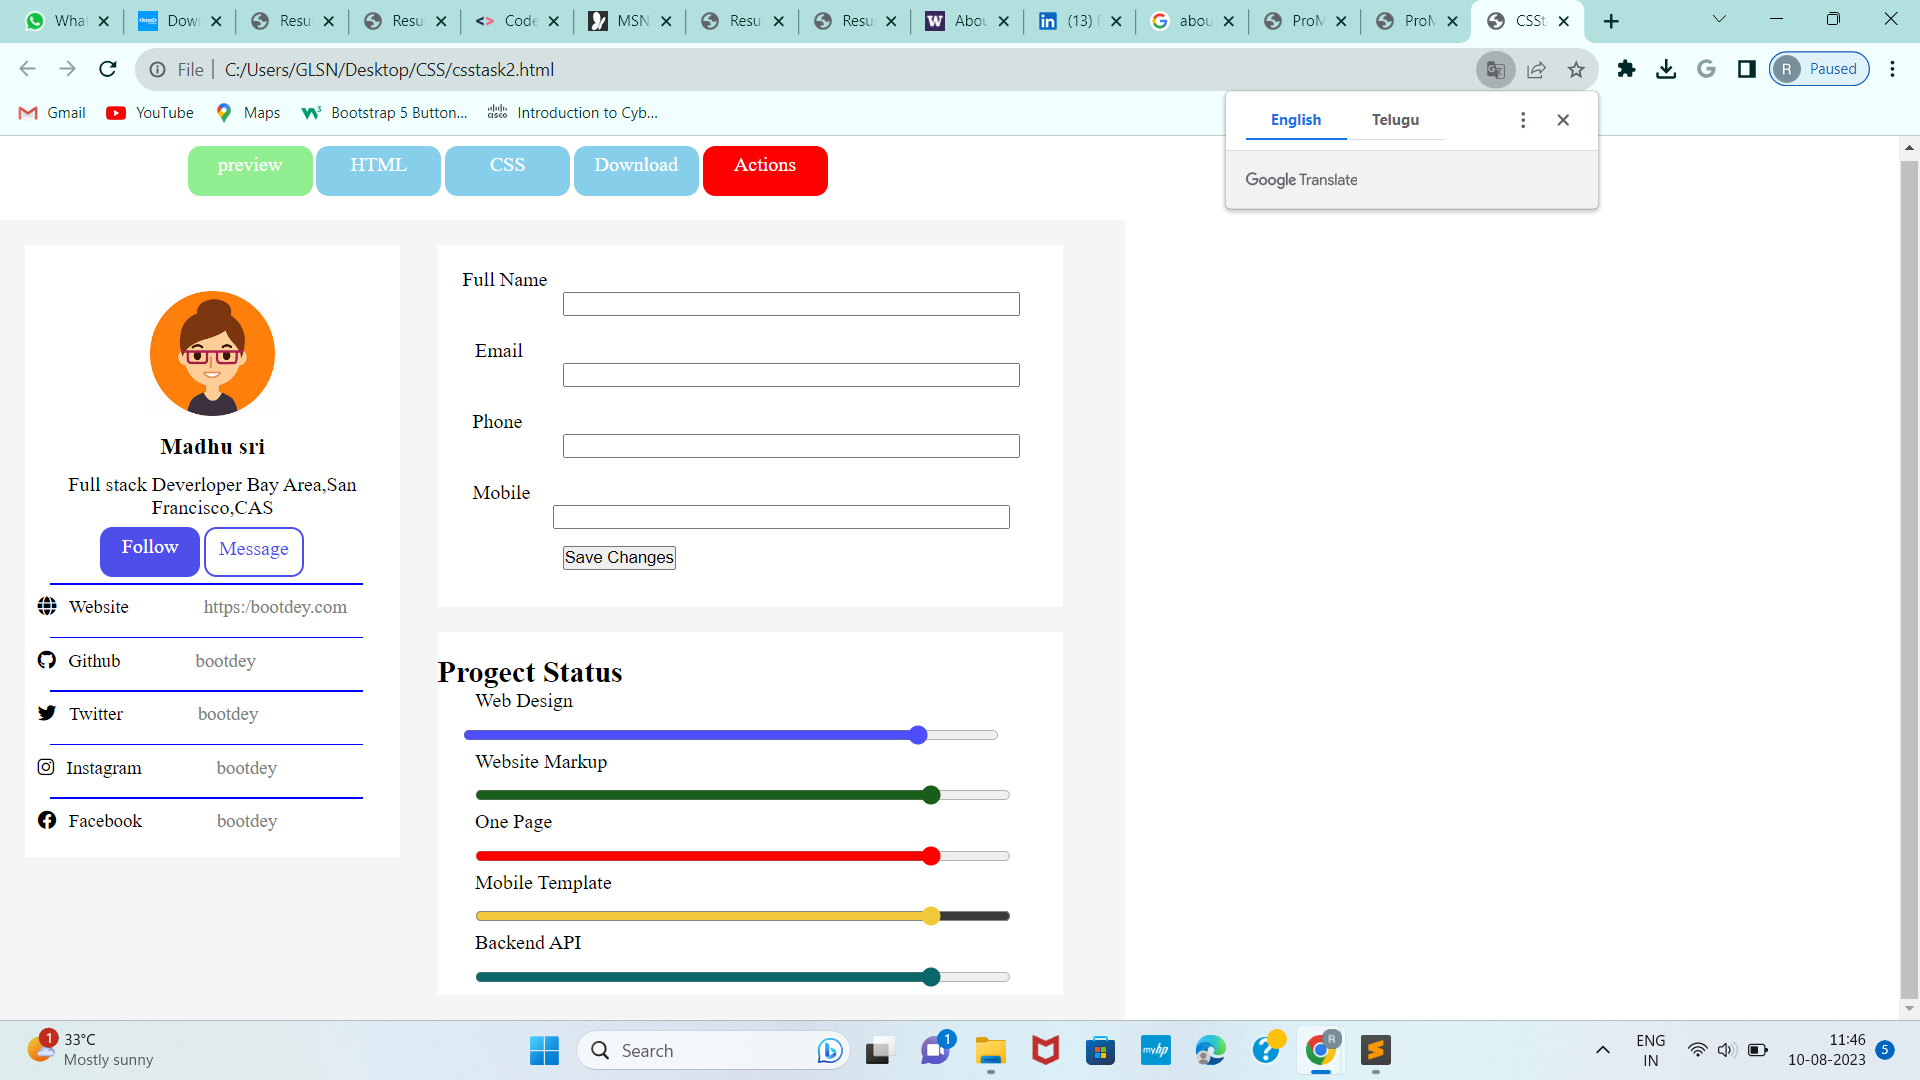 What
Down
Resu
Resu
Code
MSN
Resu
Resu
Abou
(13)
abou
ProM
ProM
CSSt
File
C:/Users/GLSN/Desktop/CSS/csstask2.html
R Paused
Gmail
YouTube
Maps
Bootstrap 5 Button...
Introduction to Cyb...
English
Telugu
Google Translate
preview
HTML
CSS
Download
Actions
Madhu sri
Full stack Deverloper Bay Area,San
Francisco,CAS
Follow
Message
Website https:/bootdey.com
Github bootdey
Twitter bootdey
Instagram bootdey
Facebook bootdey
Full Name
Email
Phone
Mobile
Save Changes
Progect Status
Web Design
Website Markup
One Page
Mobile Template
Backend API
1
33°C
Mostly sunny
Search
1
myhp
R
ENG
IN
11:46
10-08-2023
5